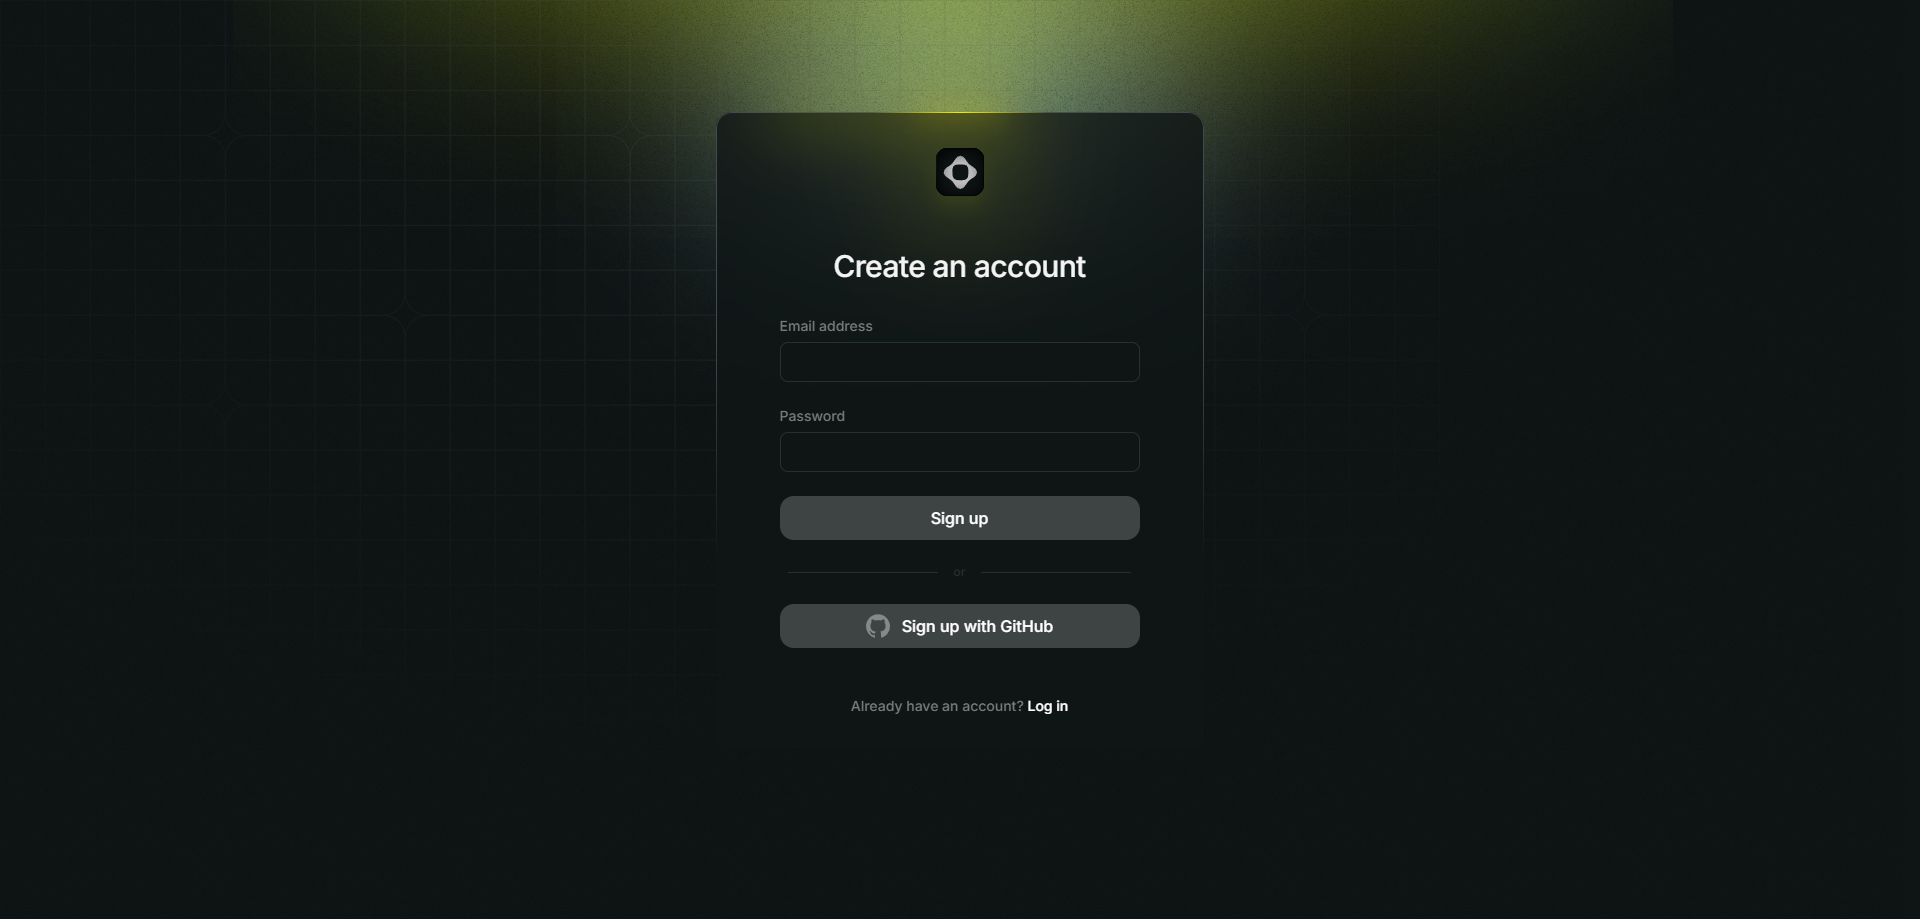 Create an account
Email address
Password
Sign up
or
Sign up with GitHub
Already have an account? Log in